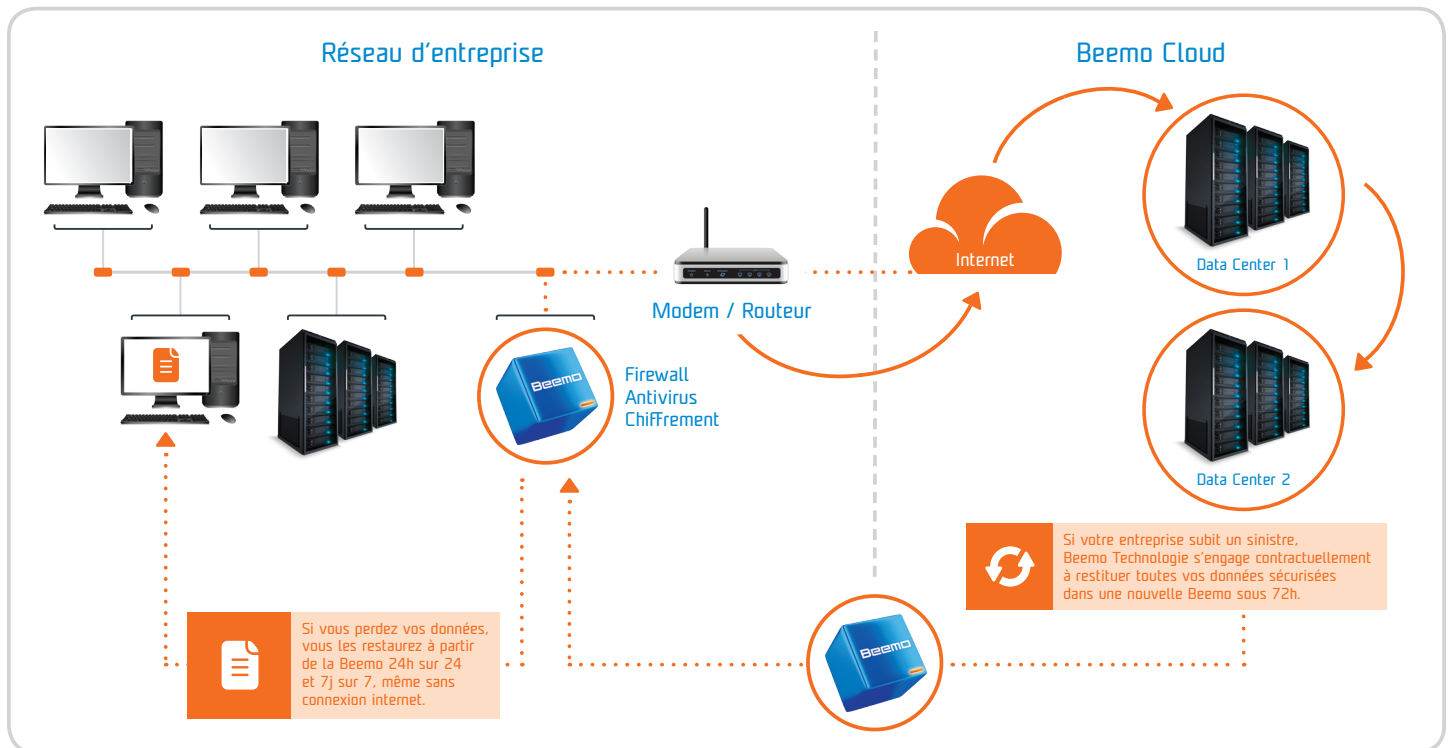 Réseau d'entreprise
Beemo Cloud
Internet
Data Center 1
Modem / Routeur
Beemo
Firewall
Antivirus
Chiffrement
Data Center 2
Si votre entreprise subit un sinistre,
Beemo Technologie s'engage contractuellement
à restituer toutes vos données sécurisées
dans une nouvelle Beemo sous 72h.
Si vous perdez vos données,
vous les restaurez à partir
de la Beemo 24h sur 24
et 7j sur 7, même sans
connexion internet.
Beemo